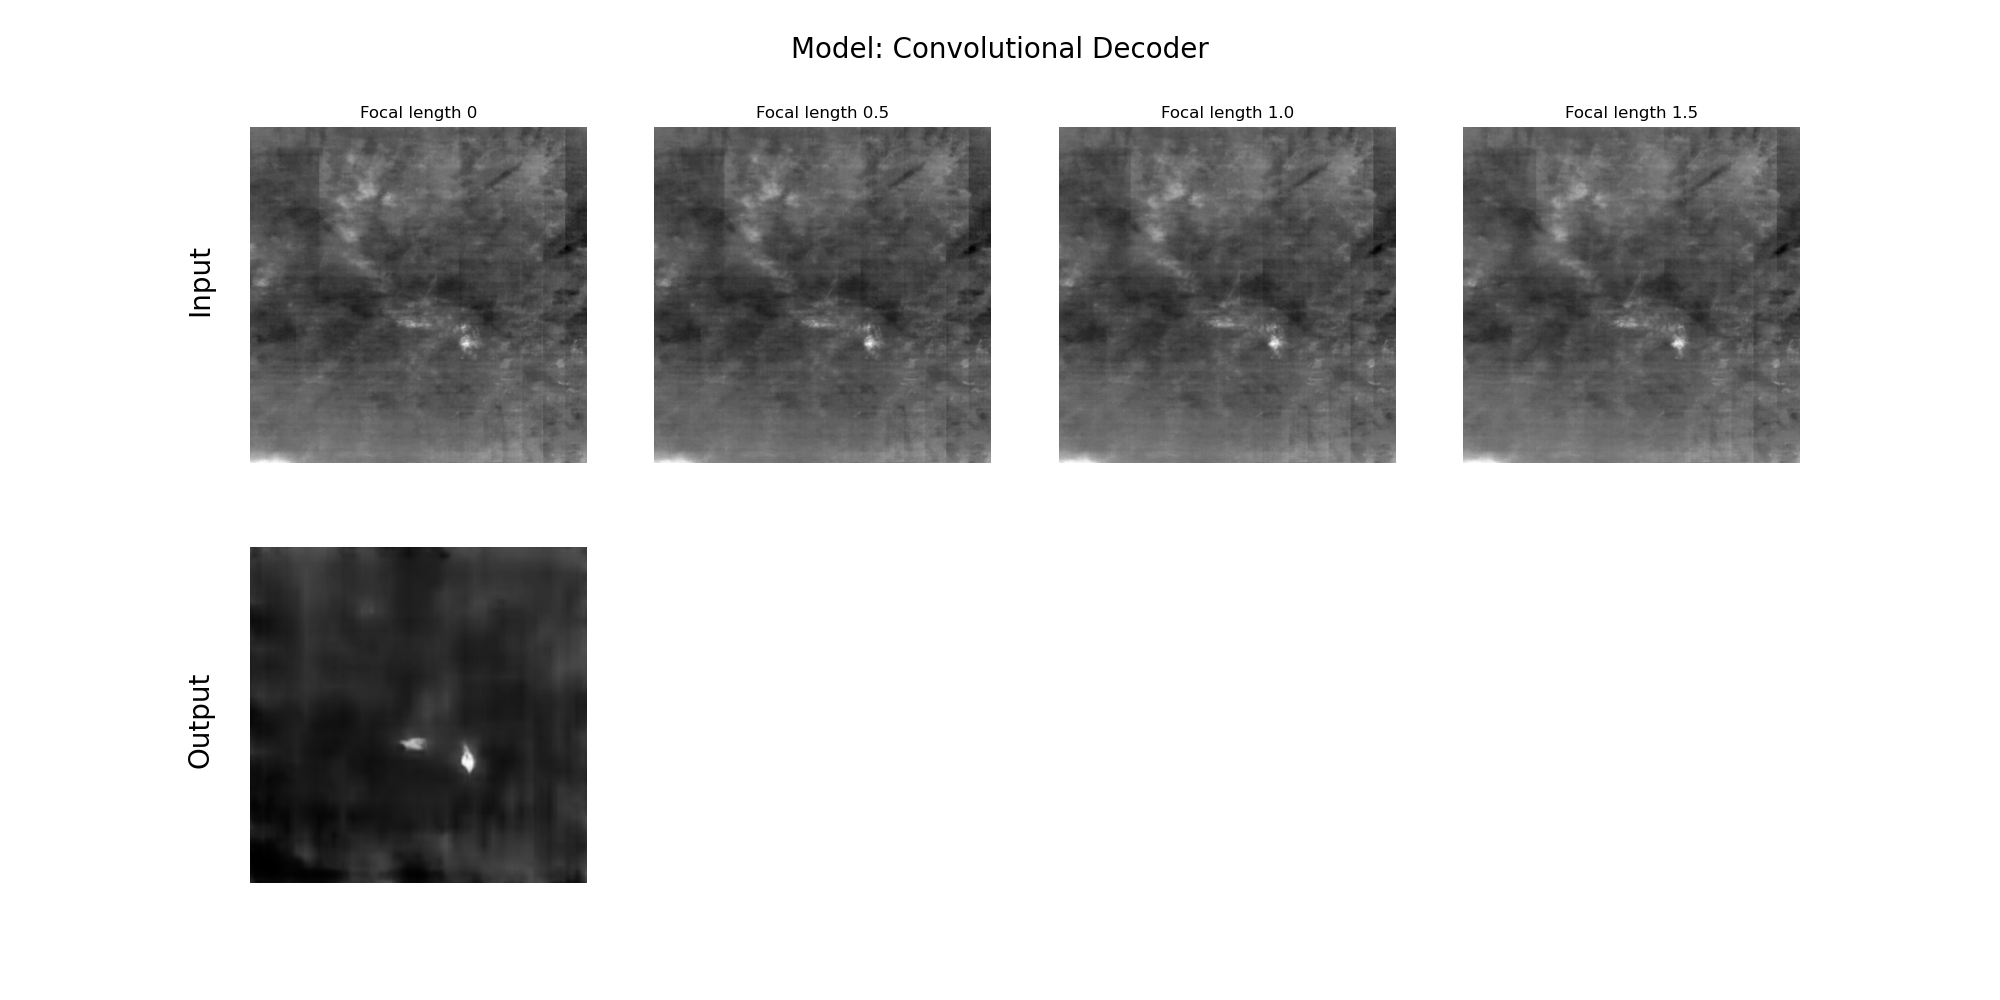 Model: Convolutional Decoder
Focal length 0
Focal length 0.5
Focal length 1.0
Focal length 1.5
Input
Output